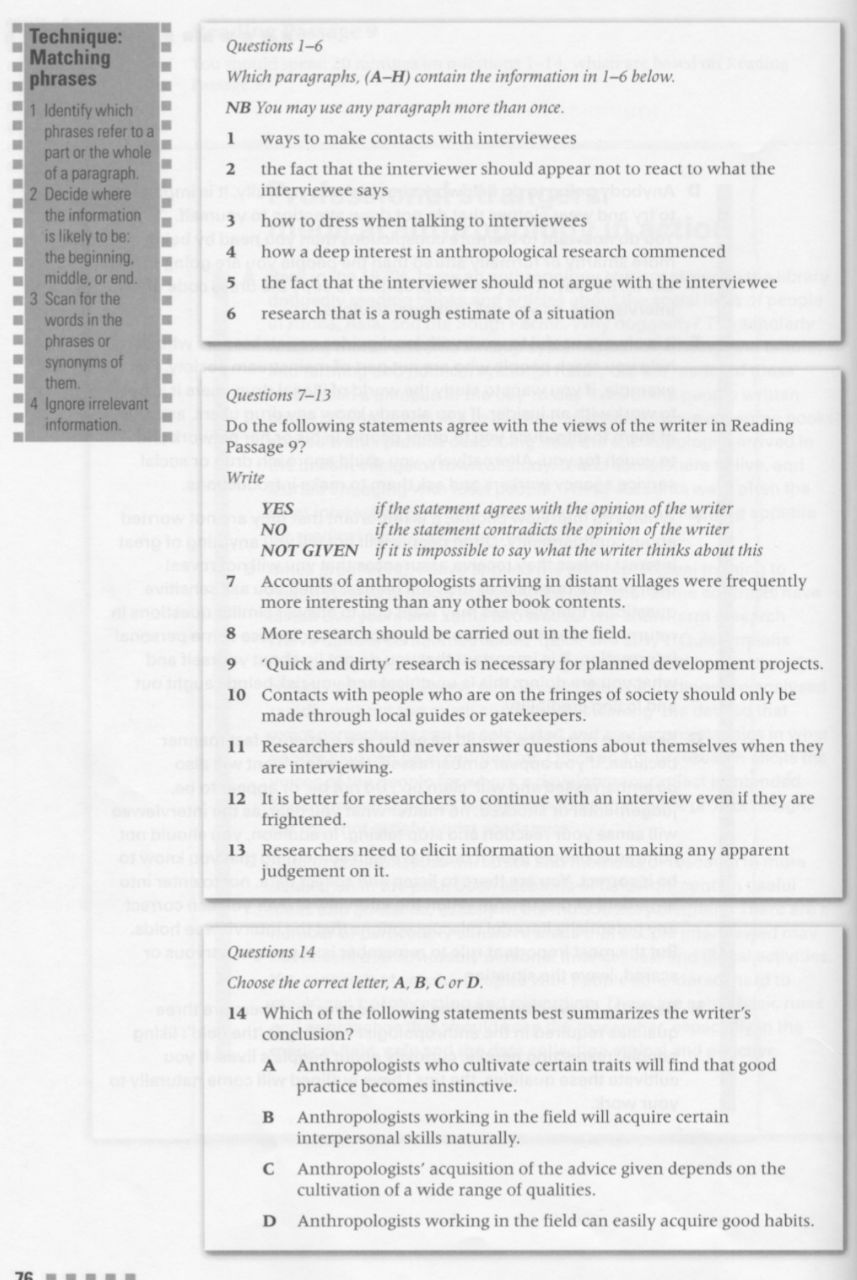 Technique:
Matching
phrases
1 Identify which
phrases refer to a
part or the whole
of a paragraph.
2 Decide where
the information
is likely to be:
the beginning,
middle, or end.
3 Scan for the
words in the
phrases or
synonyms of
them.
4 Ignore irrelevant
information.
Questions 1–6
Which paragraphs, (A–H) contain the information in 1–6 below.
NB You may use any paragraph more than once.
1 ways to make contacts with interviewees
2 the fact that the interviewer should appear not to react to what the
interviewee says
3 how to dress when talking to interviewees
4 how a deep interest in anthropological research commenced
5 the fact that the interviewer should not argue with the interviewee
6 research that is a rough estimate of a situation
Questions 7–13
Do the following statements agree with the views of the writer in Reading
Passage 9?
Write
YES if the statement agrees with the opinion of the writer
NO if the statement contradicts the opinion of the writer
NOT GIVEN if it is impossible to say what the writer thinks about this
7 Accounts of anthropologists arriving in distant villages were frequently
more interesting than any other book contents.
8 More research should be carried out in the field.
9 ‘Quick and dirty’ research is necessary for planned development projects.
10 Contacts with people who are on the fringes of society should only be
made through local guides or gatekeepers.
11 Researchers should never answer questions about themselves when they
are interviewing.
12 It is better for researchers to continue with an interview even if they are
frightened.
13 Researchers need to elicit information without making any apparent
judgement on it.
Questions 14
Choose the correct letter, A, B, C or D.
14 Which of the following statements best summarizes the writer’s
conclusion?
A Anthropologists who cultivate certain traits will find that good
practice becomes instinctive.
B Anthropologists working in the field will acquire certain
interpersonal skills naturally.
C Anthropologists’ acquisition of the advice given depends on the
cultivation of a wide range of qualities.
D Anthropologists working in the field can easily acquire good habits.
76